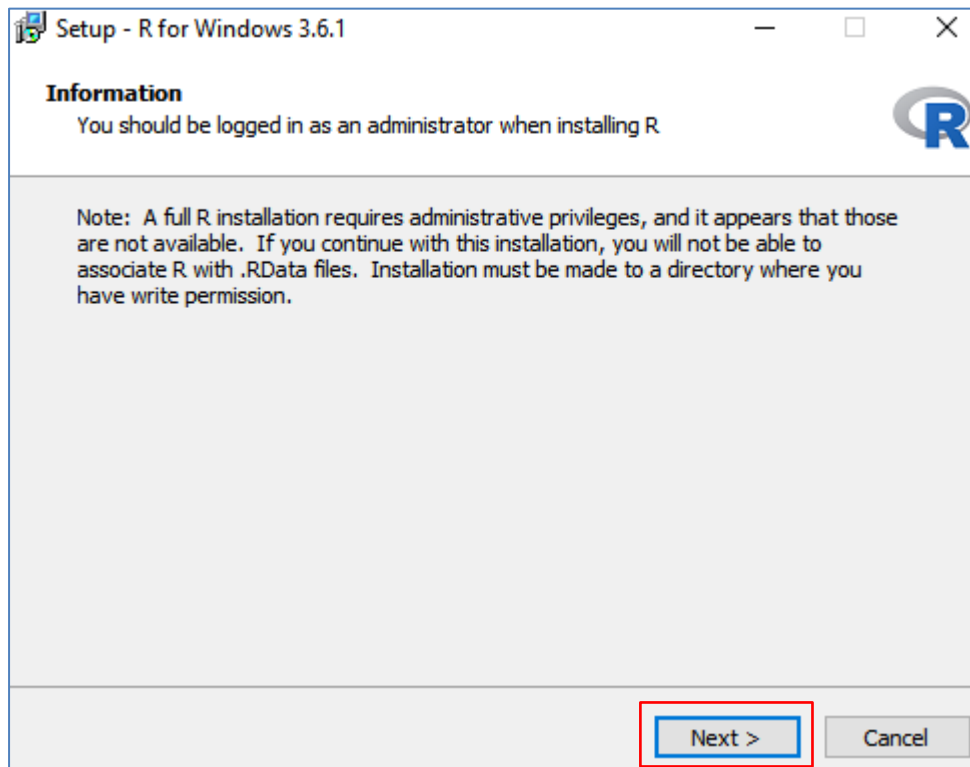 Setup - R for Windows 3.6.1
Information
You should be logged in as an administrator when installing R
R
Note: A full R installation requires administrative privileges, and it appears that those
are not available. If you continue with this installation, you will not be able to
associate R with .RData files. Installation must be made to a directory where you
have write permission.
Next >
Cancel